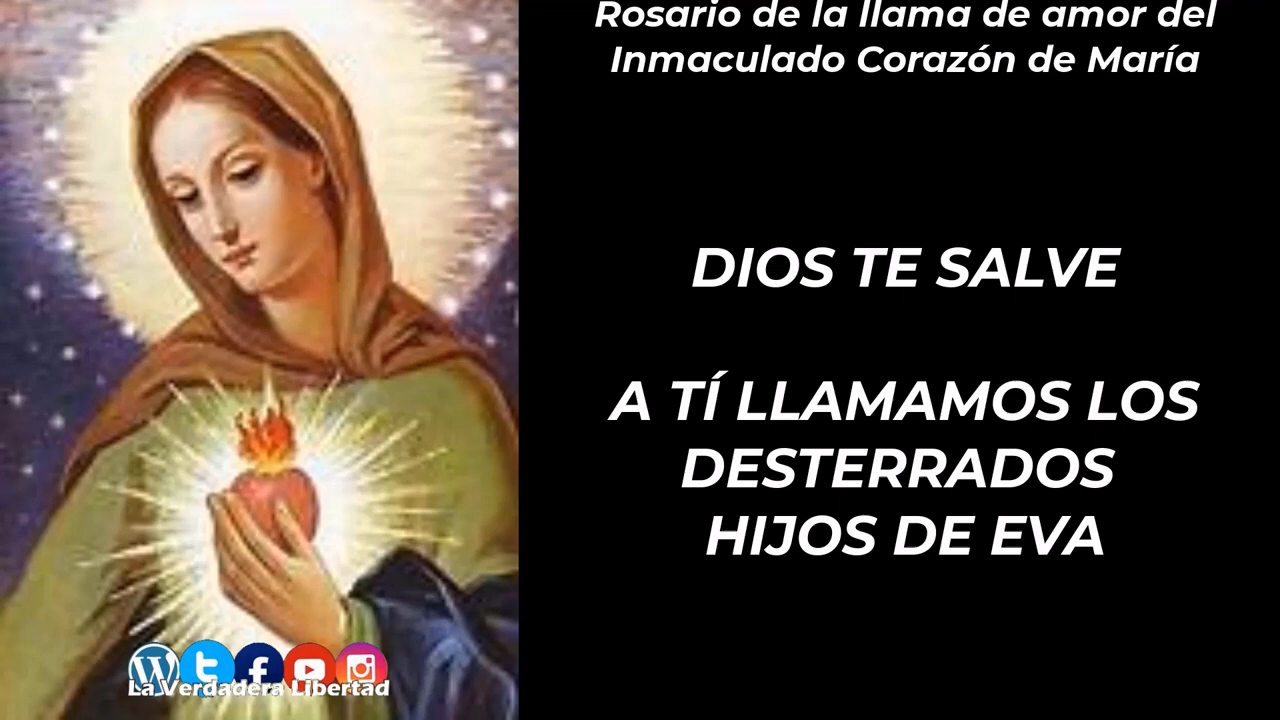 Rosario de la llama de amor del
Inmaculado Corazón de María
DIOS TE SALVE
A TÍ LLAMAMOS LOS
DESTERRADOS
HIJOS DE EVA
La Verdadera Libertad